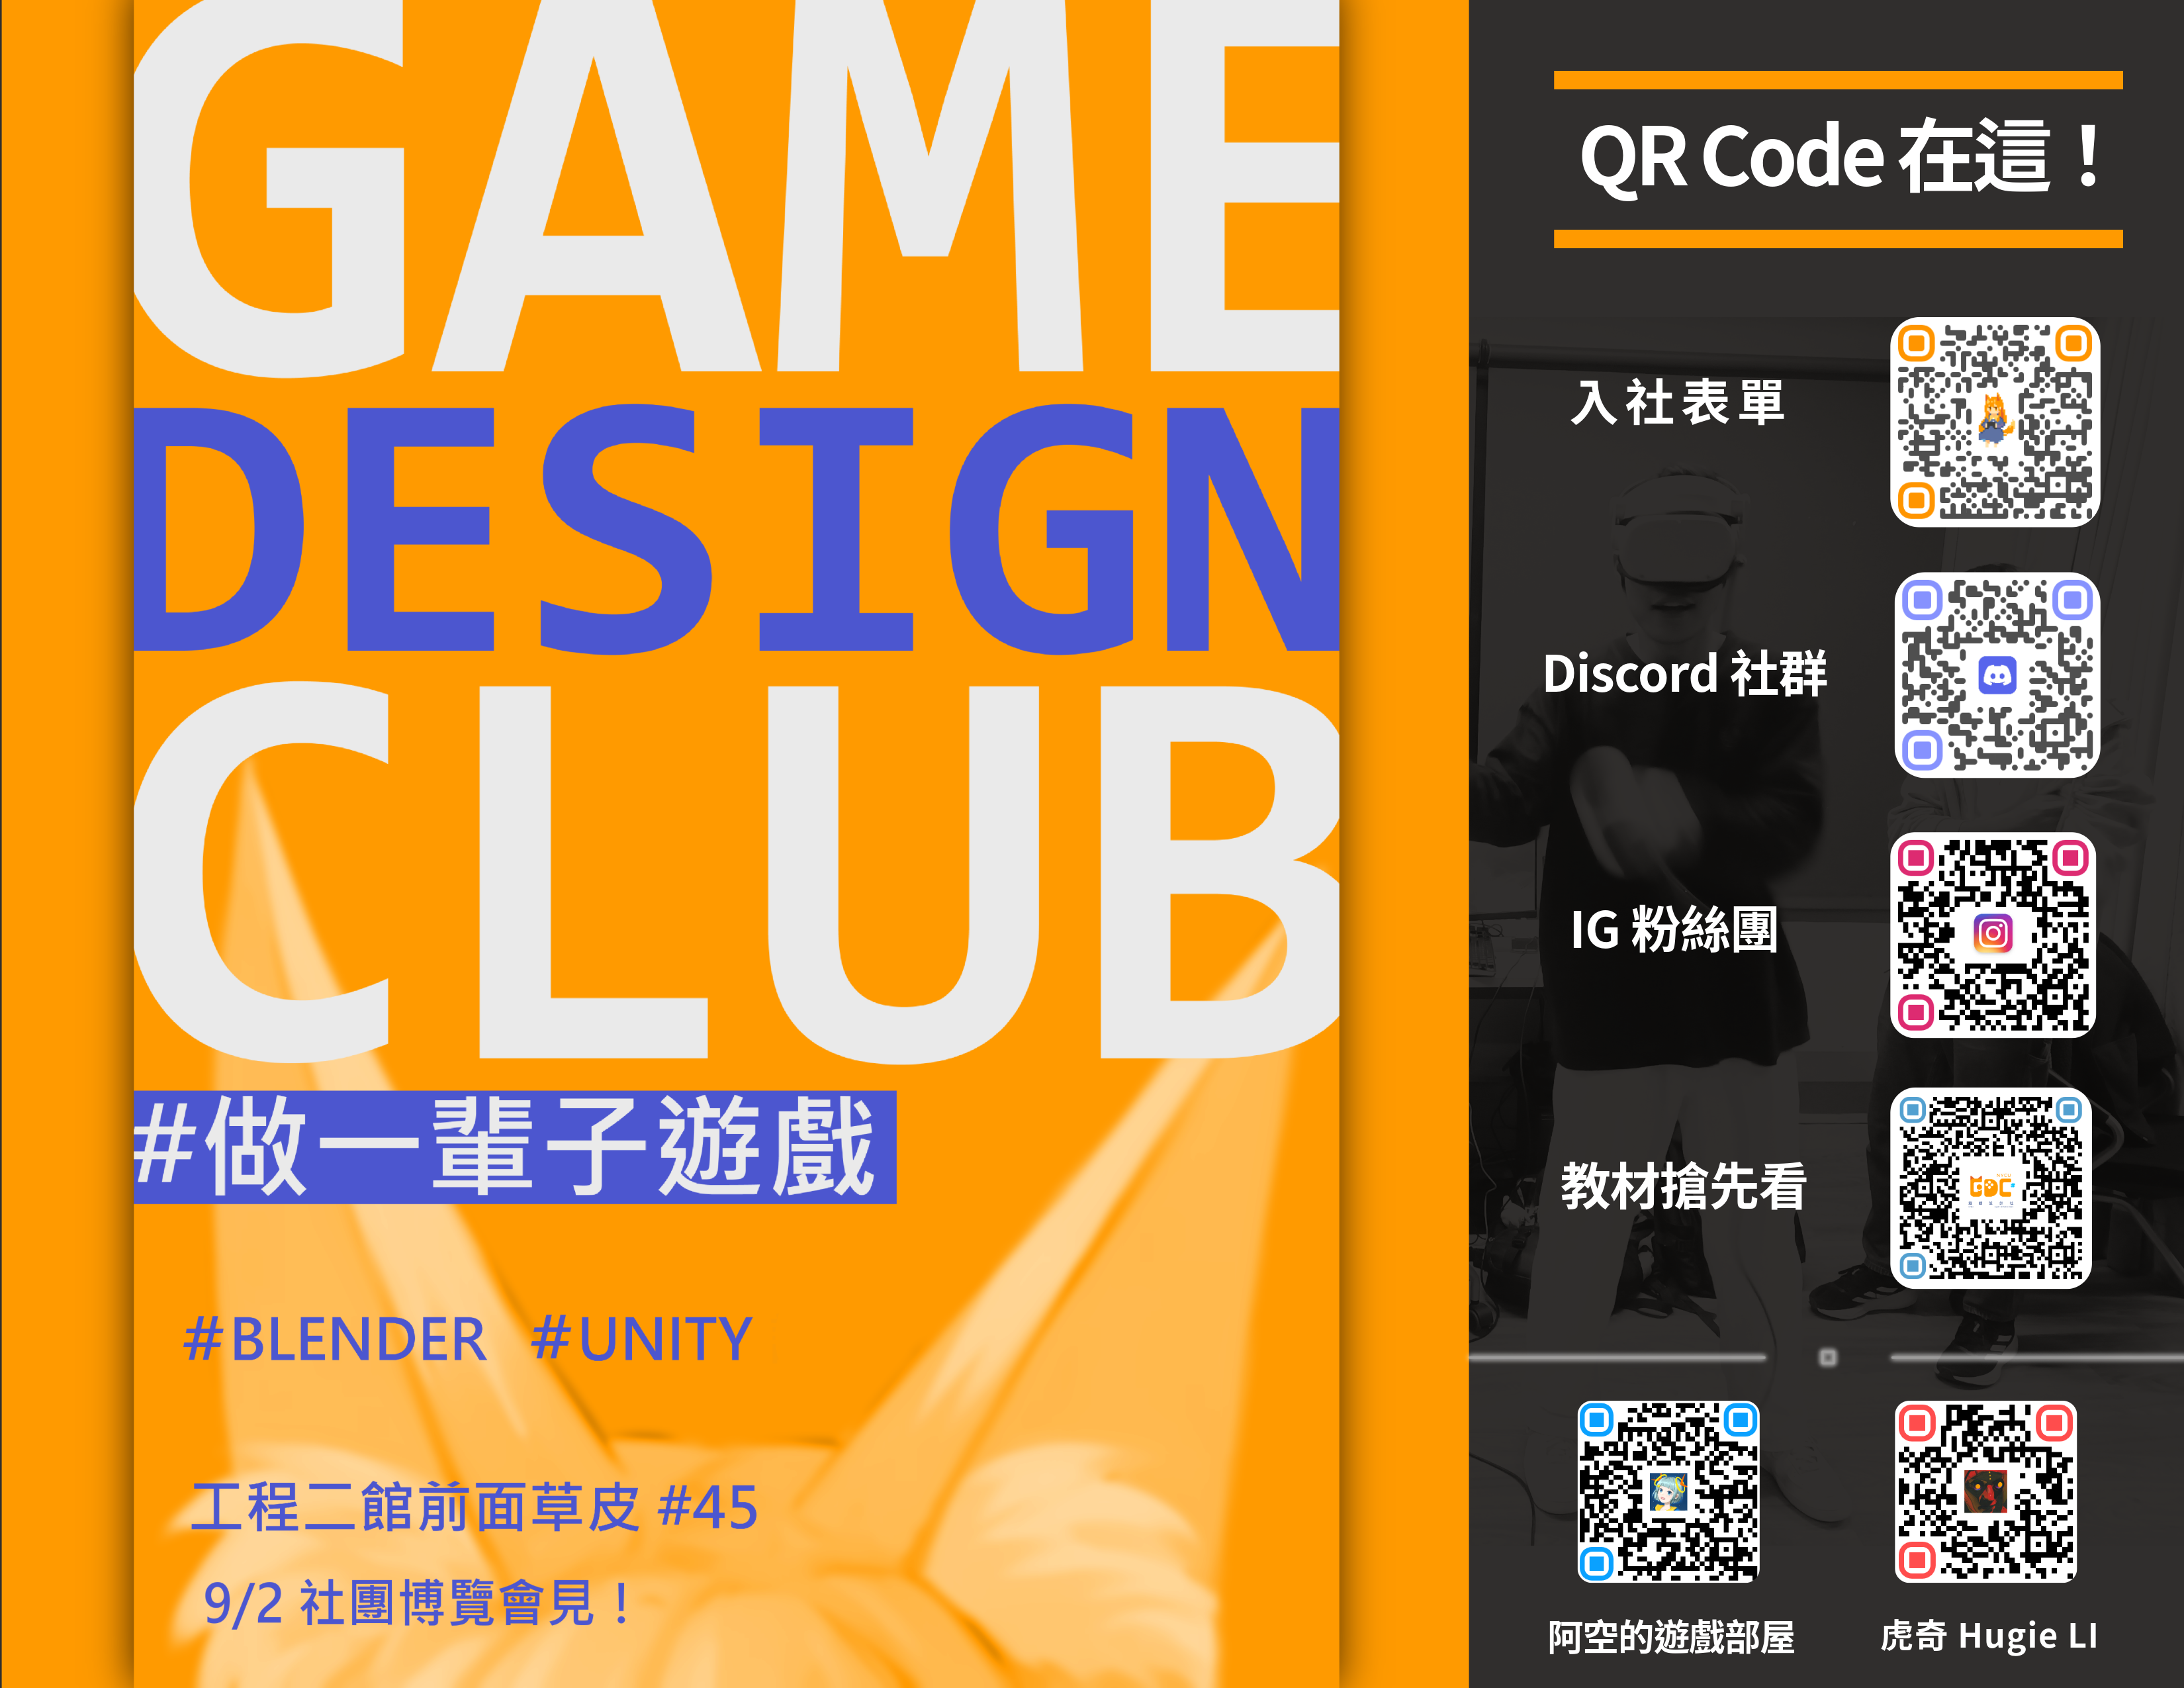 GAME
DESIGN
CLUB
#做一輩子遊戲
#BLENDER #UNITY
工程二館前面草皮 #45
9/2 社團博覽會見！
QR Code 在這！
入社表單
Discord 社群
IG 粉絲團
教材搶先看
GDC
阿空的遊戲部屋
虎奇 Hugie LI